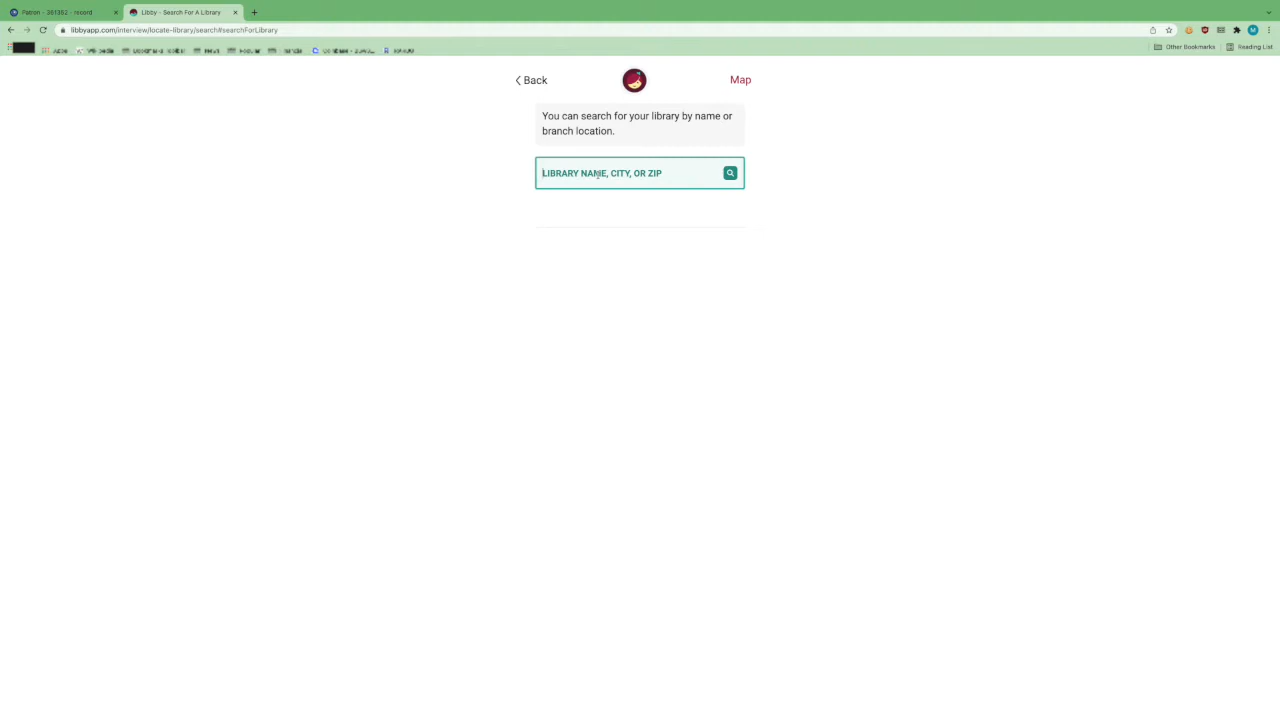 Patron - 361352 - record
Libby - Search For A Library
libbyapp.com/interview/locate-library/search#searchForLibrary
M
Other Bookmarks
Reading List
Back
Map
You can search for your library by name or
branch location.
LIBRARY NAME, CITY, OR ZIP